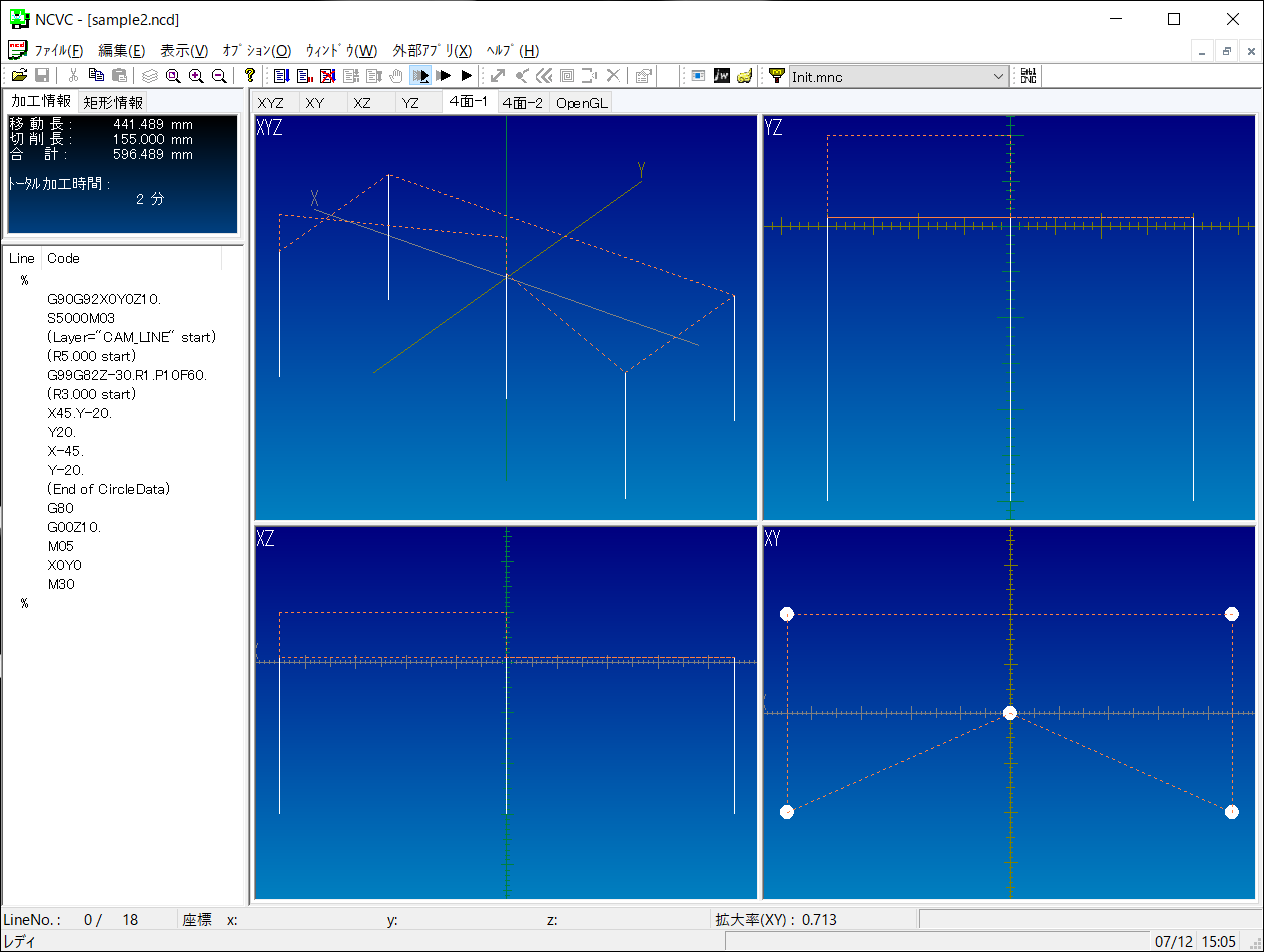 NCVC - [sample2.ncd]
ファイル(F) 編集(E) 表示(V) オプション(O) ウィンドウ(W) 外部アプリ(X) ヘルプ(H)
Init.mnc
加工情報 矩形情報
移動長: 441.489 mm
切削長: 155.000 mm
合 計: 596.489 mm
トータル加工時間:
2 分
Line Code
%
G90G92X0Y0Z10.
S5000M03
(Layer="CAM_LINE" start)
(R5.000 start)
G99G82Z-30.R1.P10F60.
(R3.000 start)
X45.Y-20.
Y20.
X-45.
Y-20.
(End of CircleData)
G80
G00Z10.
M05
X0Y0
M30
%
XYZ XY XZ YZ 4面-1 4面-2 OpenGL
XYZ
X
Y
YZ
XZ
XY
LineNo.: 0 / 18 座標 x: y: z: 拡大率(XY) : 0.713
レディ 07/12 15:05